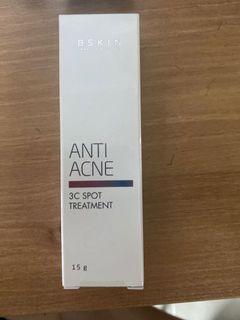 BSKIN
ANTI
ACNE
3C SPOT
TREATMENT
15 g